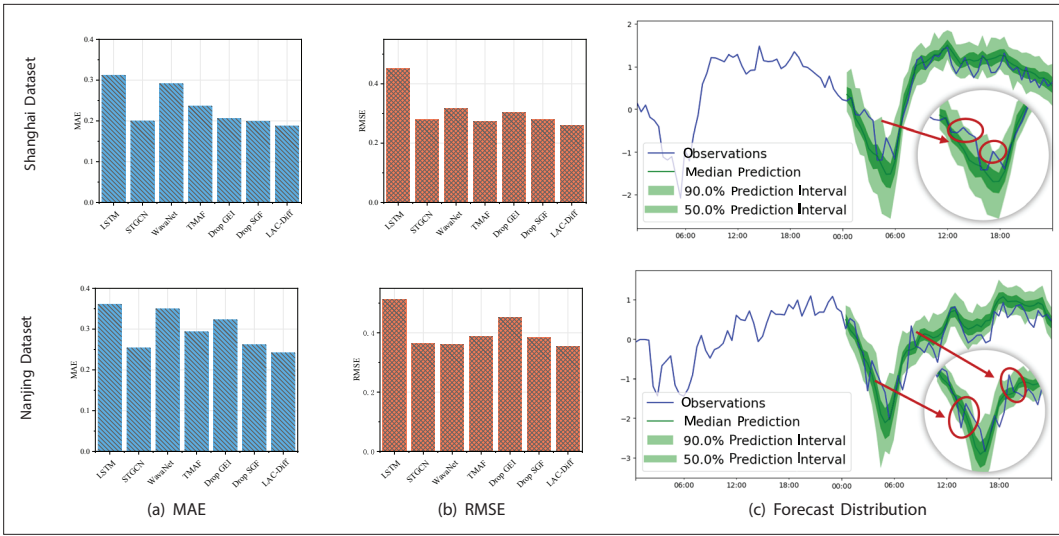 Shanghai Dataset
MAE
0.4
0.3
0.2
0.1
0.0
LSTM
STGCN
WavaNet
TMAF
Drop GEI
Drop SGF
LAC-Diff
RMSE
0.6
0.4
0.2
0.0
LSTM
STGCN
WavaNet
TMAF
Drop GEI
Drop SGF
LAC-Diff
2
1
0
−1
−2
Observations
Median Prediction
90.0% Prediction Interval
50.0% Prediction Interval
06:00 12:00 18:00 00:00 06:00 12:00 18:00
Nanjing Dataset
MAE
0.4
0.3
0.2
0.1
0.0
LSTM
STGCN
WavaNet
TMAF
Drop GEI
Drop SGF
LAC-Diff
RMSE
0.4
0.2
0.0
LSTM
STGCN
WavaNet
TMAF
Drop GEI
Drop SGF
LAC-Diff
1
0
−1
−2
−3
Observations
Median Prediction
90.0% Prediction Interval
50.0% Prediction Interval
06:00 12:00 18:00 00:00 06:00 12:00 18:00
(a) MAE
(b) RMSE
(c) Forecast Distribution